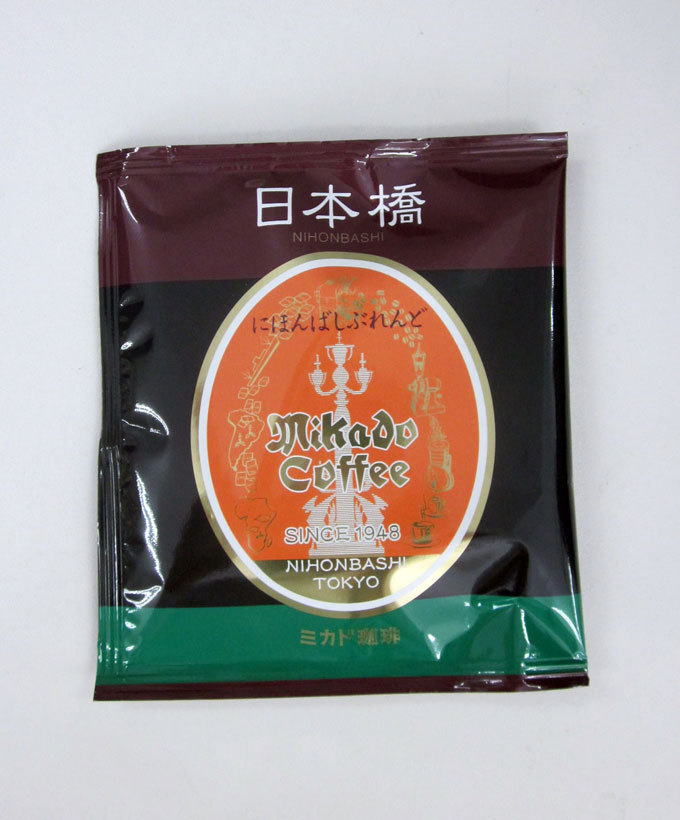 日本橋
NIHONBASHI
にほんばしぶれんど
Mikado
Coffee
SINCE 1948
NIHONBASHI
TOKYO
ミカド珈琲